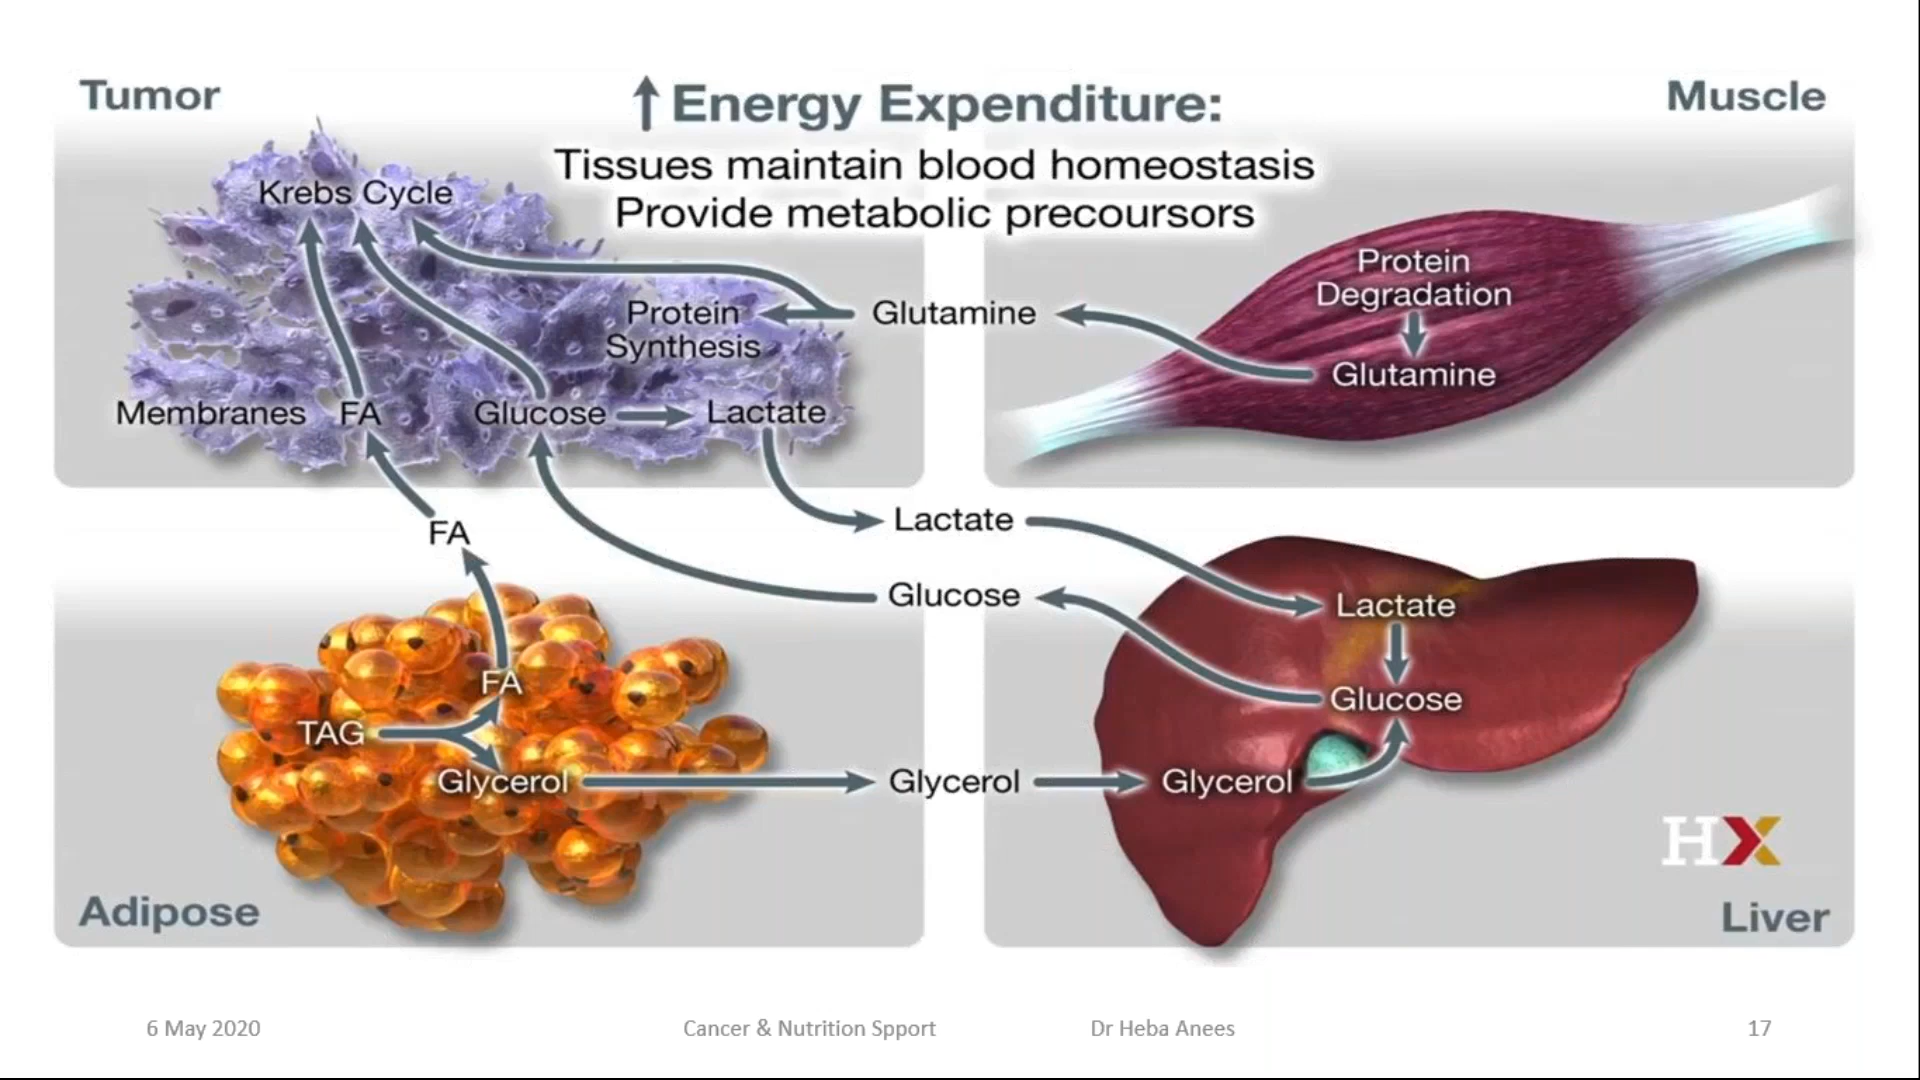 Tumor
↑ Energy Expenditure:
Muscle
Tissues maintain blood homeostasis
Provide metabolic precoursors
Krebs Cycle
Protein
Synthesis
Glutamine
Protein
Degradation
Glutamine
Membranes
FA
Glucose
Lactate
FA
Lactate
Glucose
Lactate
Glucose
FA
TAG
Glycerol
Glycerol
Glycerol
HX
Adipose
Liver
6 May 2020
Cancer & Nutrition Spport
Dr Heba Anees
17